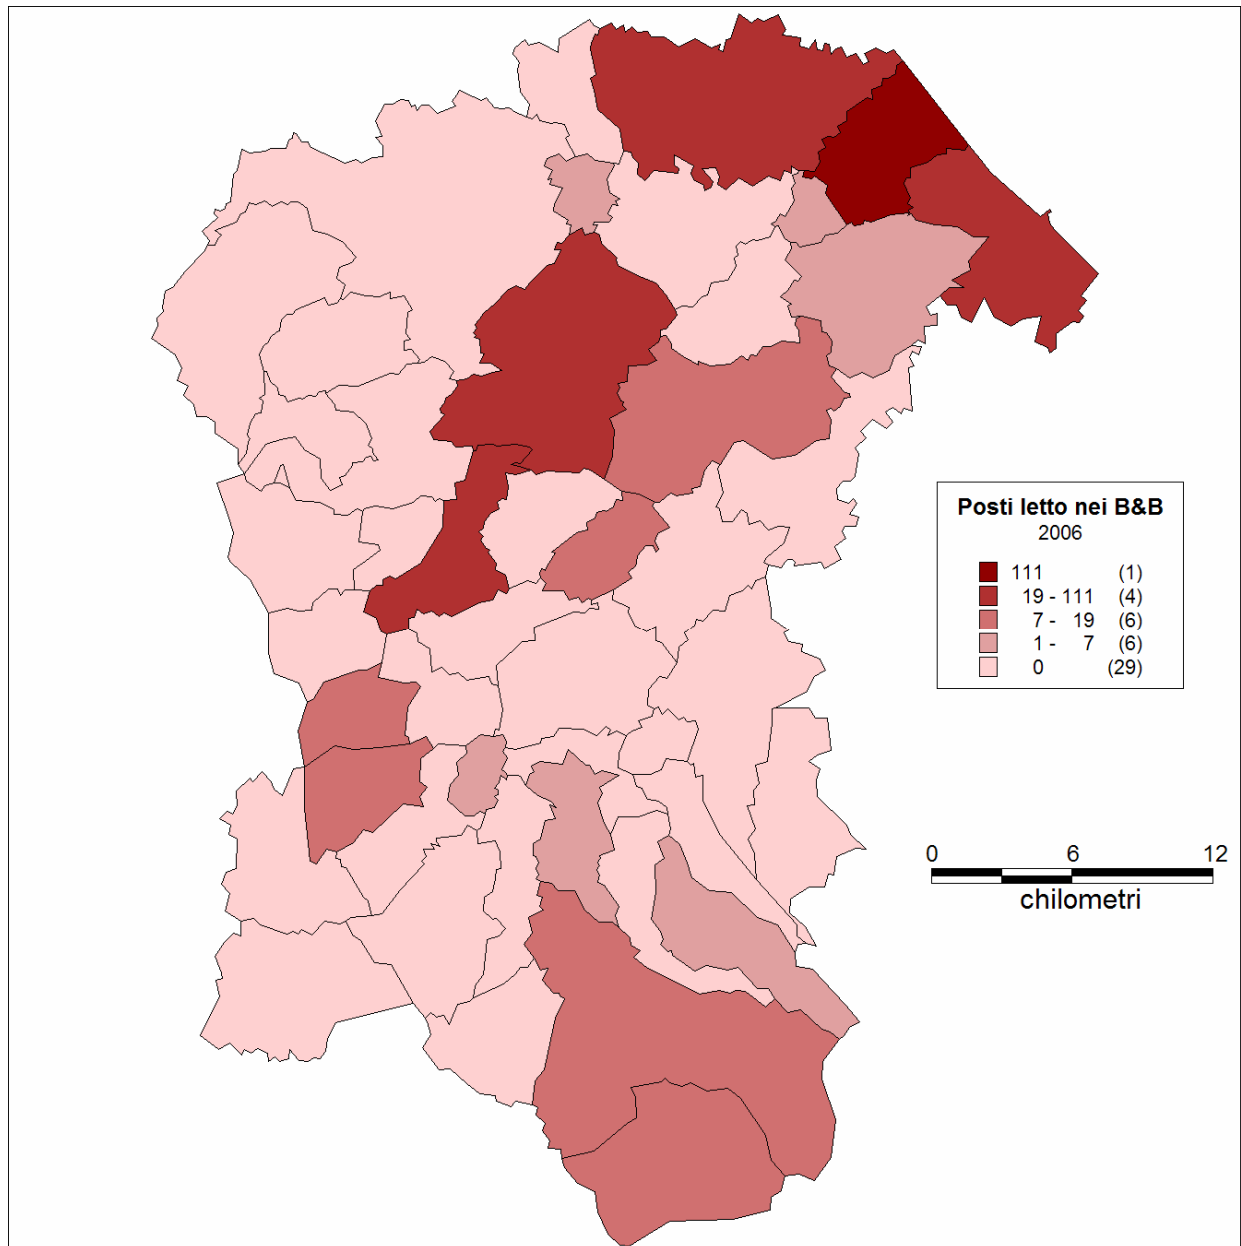 Posti letto nei B&B
2006
111 (1)
19 - 111 (4)
7 - 19 (6)
1 - 7 (6)
0 (29)
0 6 12
chilometri